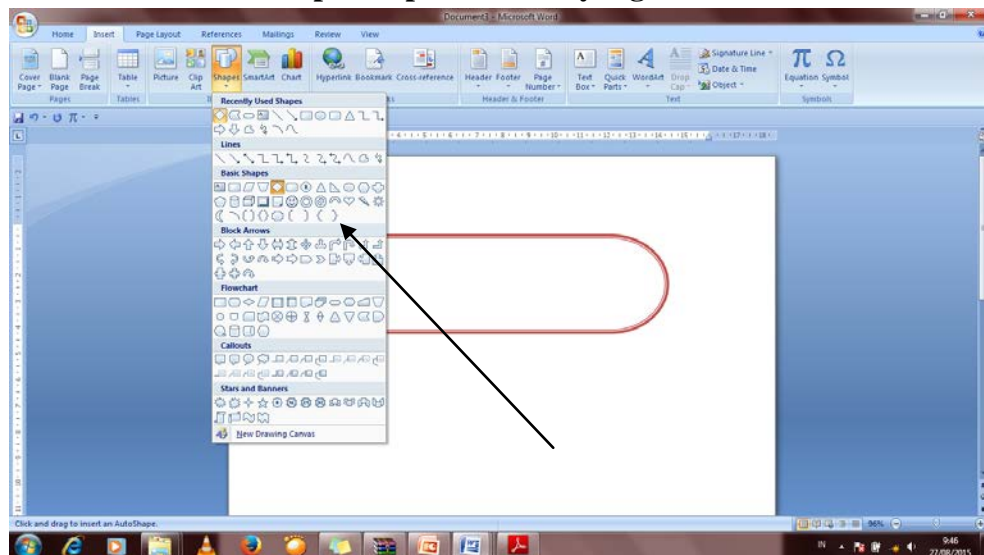 Document3 - Microsoft Word
Home Insert Page Layout References Mailings Review View
Cover Page Blank Page Page Break Table Picture Clip Art Shapes SmartArt Chart Hyperlink Bookmark Cross-reference Header Footer Page Number Text Box Quick Parts WordArt Drop Cap Signature Line Date & Time Object Equation Symbol
Pages Tables Header & Footer Text Symbols
Recently Used Shapes
Lines
Basic Shapes
Block Arrows
Flowchart
Callouts
Stars and Banners
New Drawing Canvas
Click and drag to insert an AutoShape.
96%
IN
9:46
27/08/2015